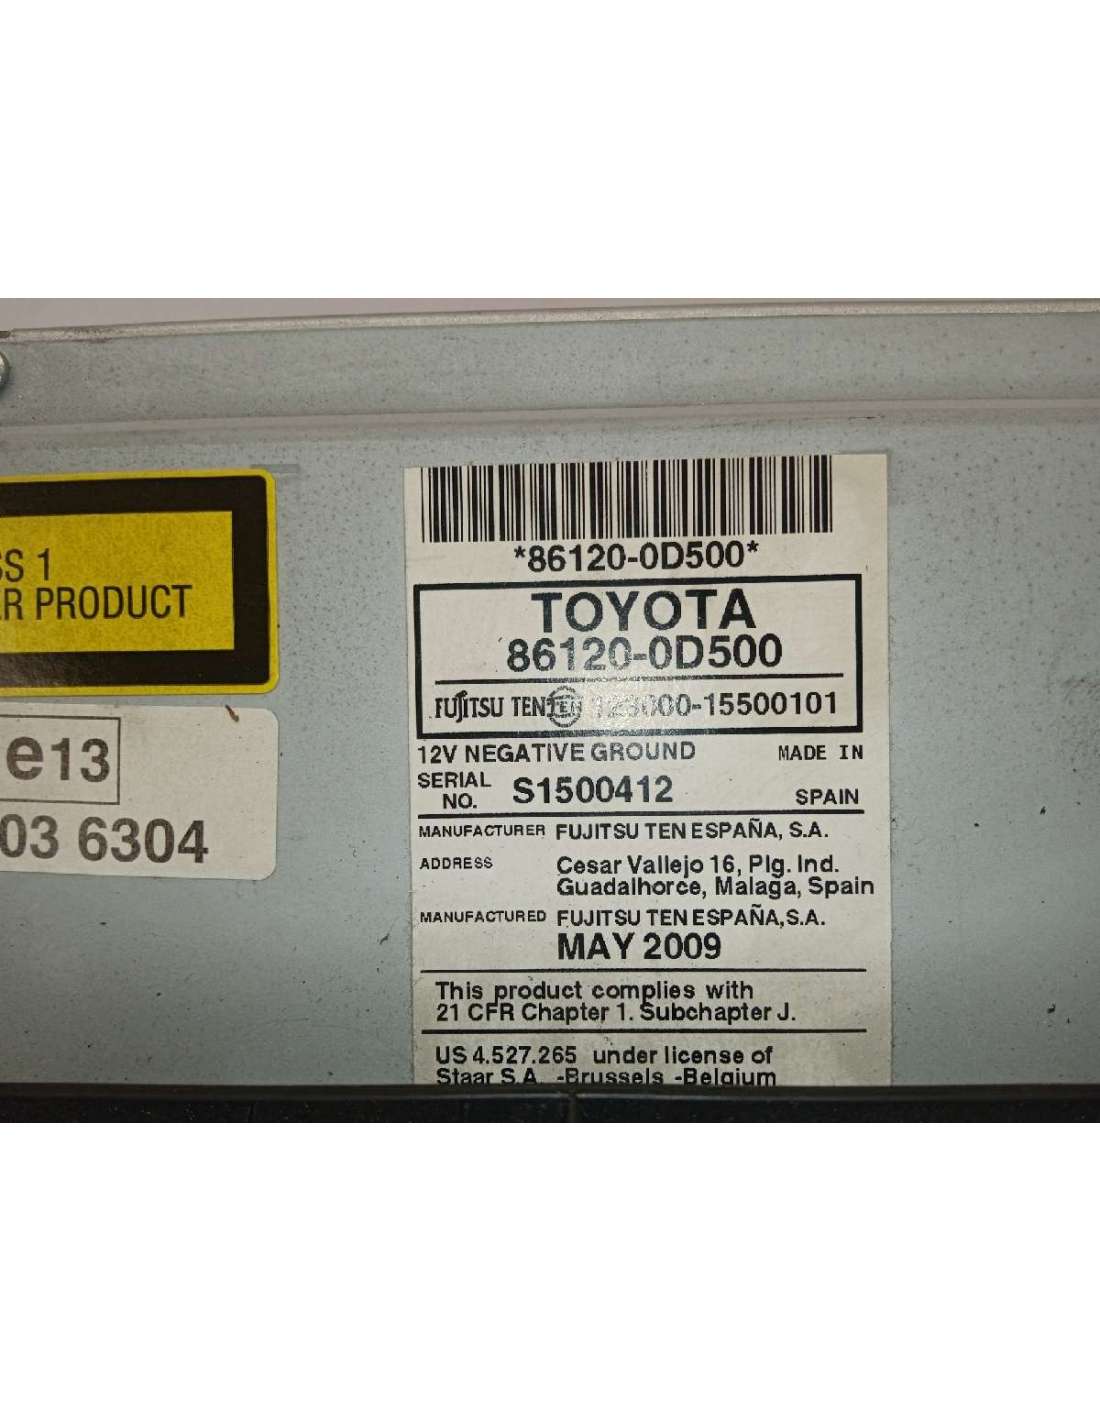 SS 1
ER PRODUCT
e13
03 6304
*86120-0D500*
TOYOTA
86120-0D500
FUJITSU TEN TEN 123000-15500101
12V NEGATIVE GROUND MADE IN
SERIAL NO. S1500412 SPAIN
MANUFACTURER FUJITSU TEN ESPAÑA, S.A.
ADDRESS Cesar Vallejo 16, Plg. Ind.
Guadalhorce, Malaga, Spain
MANUFACTURED FUJITSU TEN ESPAÑA,S.A.
MAY 2009
This product complies with
21 CFR Chapter 1. Subchapter J.
US 4.527.265 under license of
Staar S.A. -Brussels -Belgium